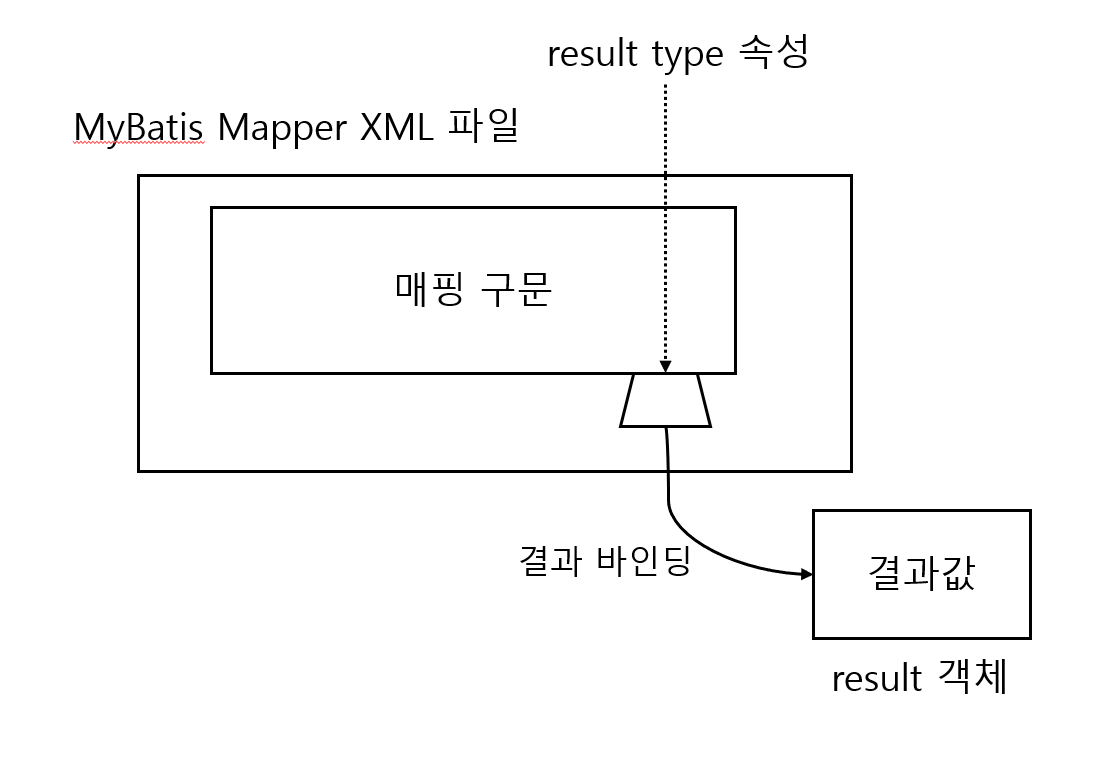 result type 속성
MyBatis Mapper XML 파일
매핑 구문
결과 바인딩
결과값
result 객체